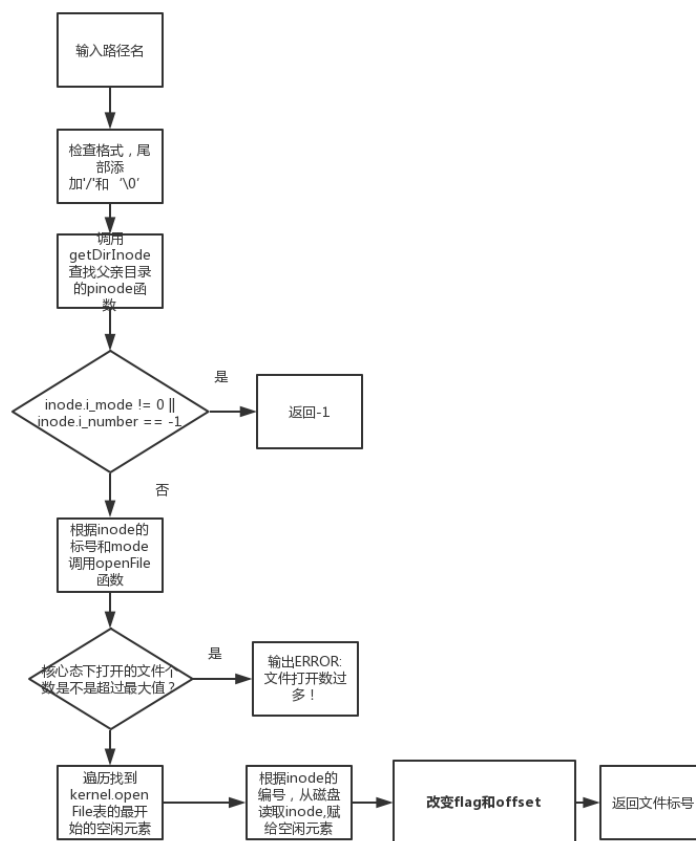 输入路径名
检查格式，尾
部添
加'/'和‘\0’
调用
getDirInode
查找父亲目录
的pinode函
数
是
inode.i_mode != 0 ||
inode.i_number == -1
返回-1
否
根据inode的
标号和mode
调用openFile
函数
是
核心态下打开的文件个
数是不是超过最大值？
输出ERROR:
文件打开数过
多！
遍历找到
kernel.open
File表的最开
始的空闲元素
根据inode的
编号，从磁盘
读取inode,赋
给空闲元素
改变flag和offset
返回文件标号